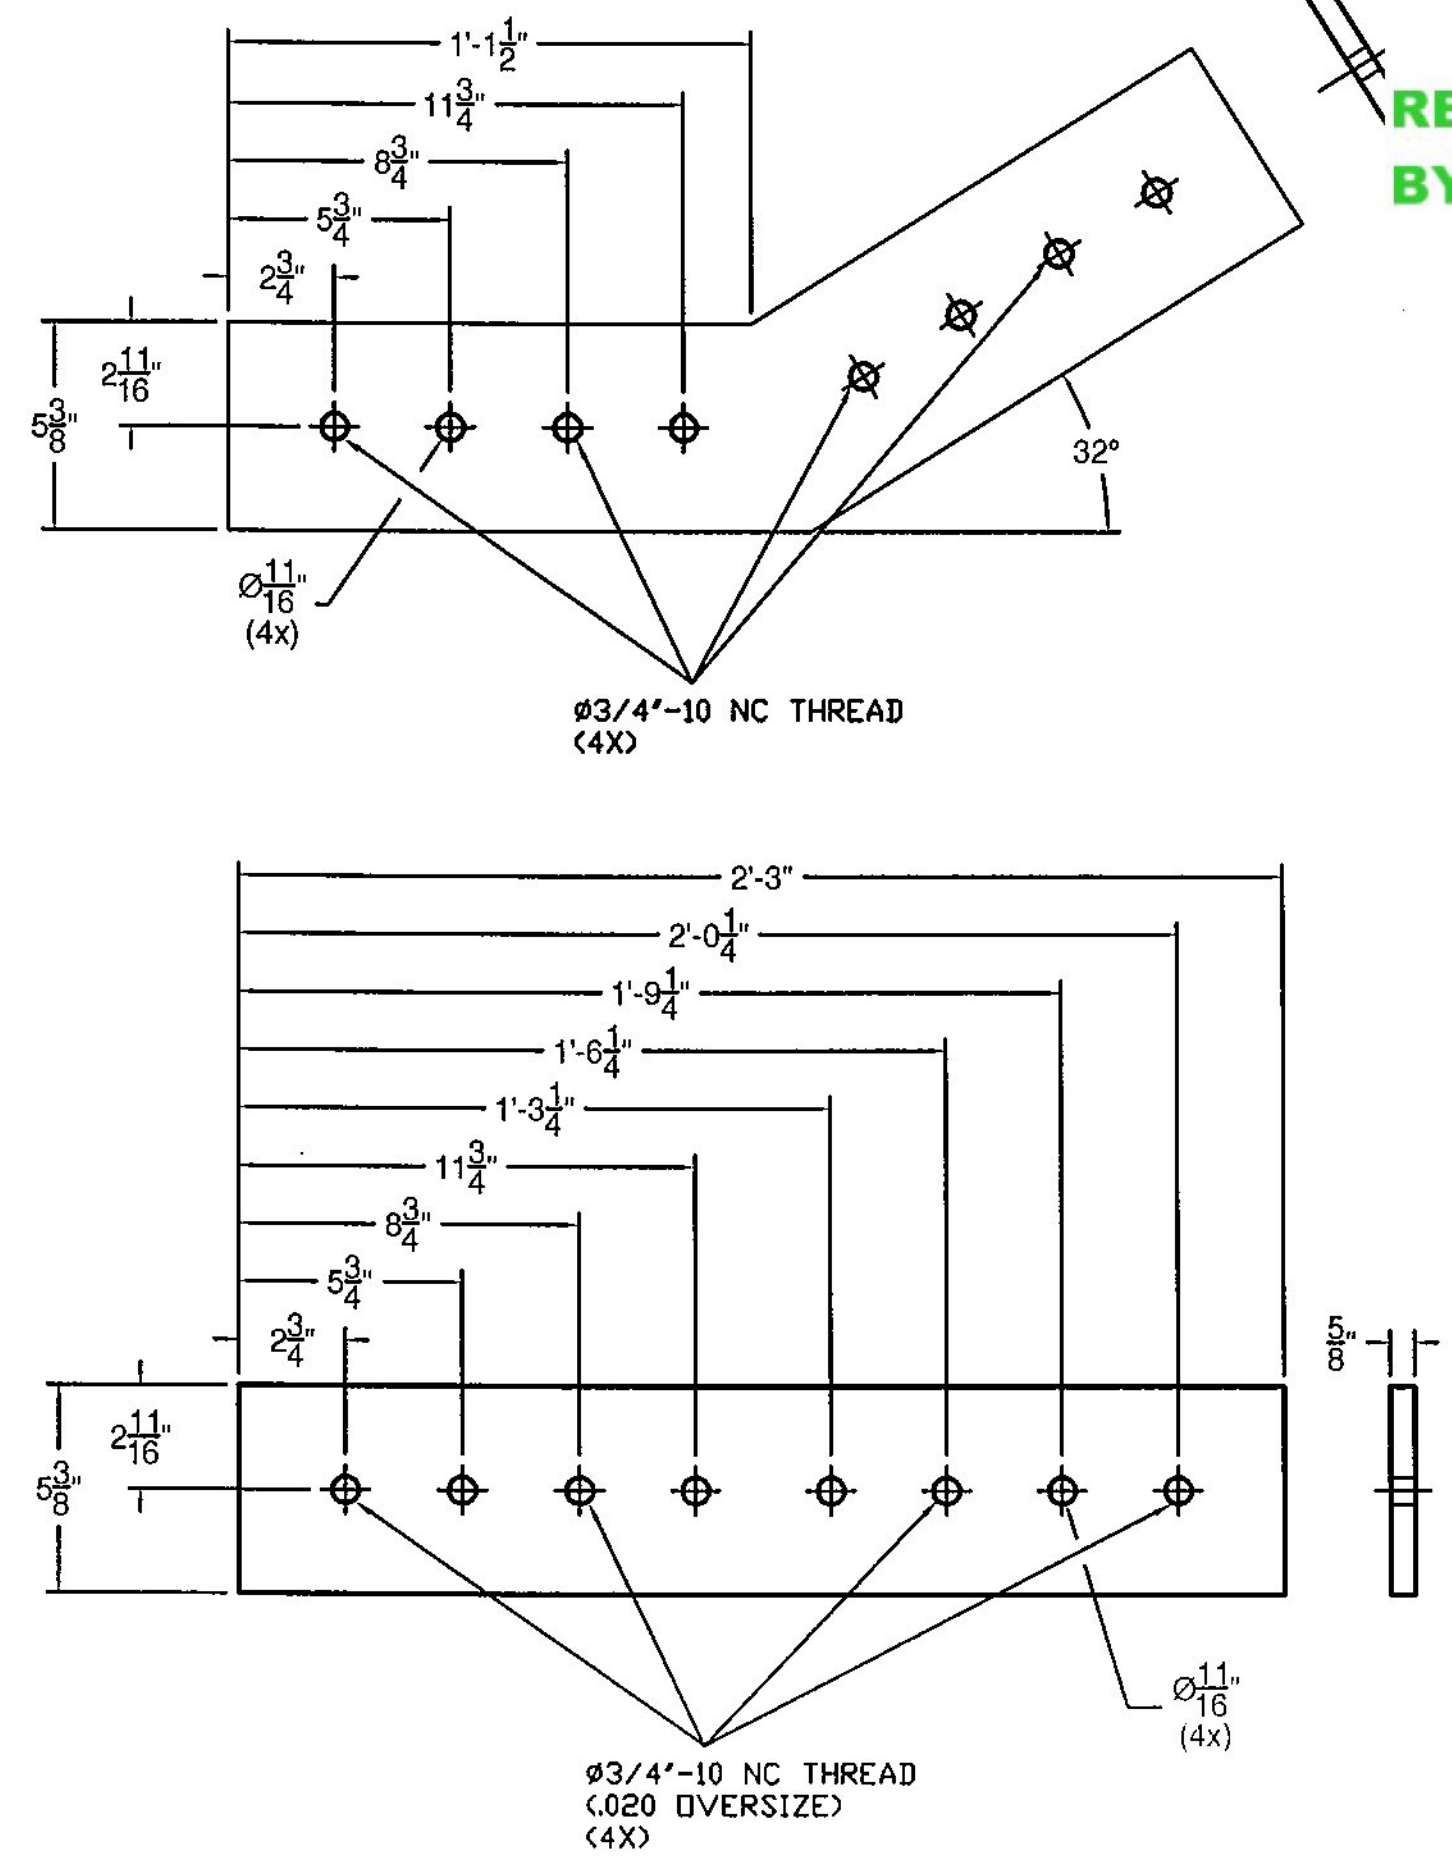 1'-1 1/2"
11 3/4"
8 3/4"
5 3/4"
2 3/4"
2 11/16"
5 3/8"
32°
Ø11/16"
(4x)
Ø3/4"-10 NC THREAD
(4X)
RE
BY
2'-3"
2'-0 1/4"
1'-9 1/4"
1'-6 1/4"
1'-3 1/4"
11 3/4"
8 3/4"
5 3/4"
2 3/4"
5/8"
2 11/16"
5 3/8"
Ø11/16"
(4x)
Ø3/4"-10 NC THREAD
(.020 OVERSIZE)
(4X)